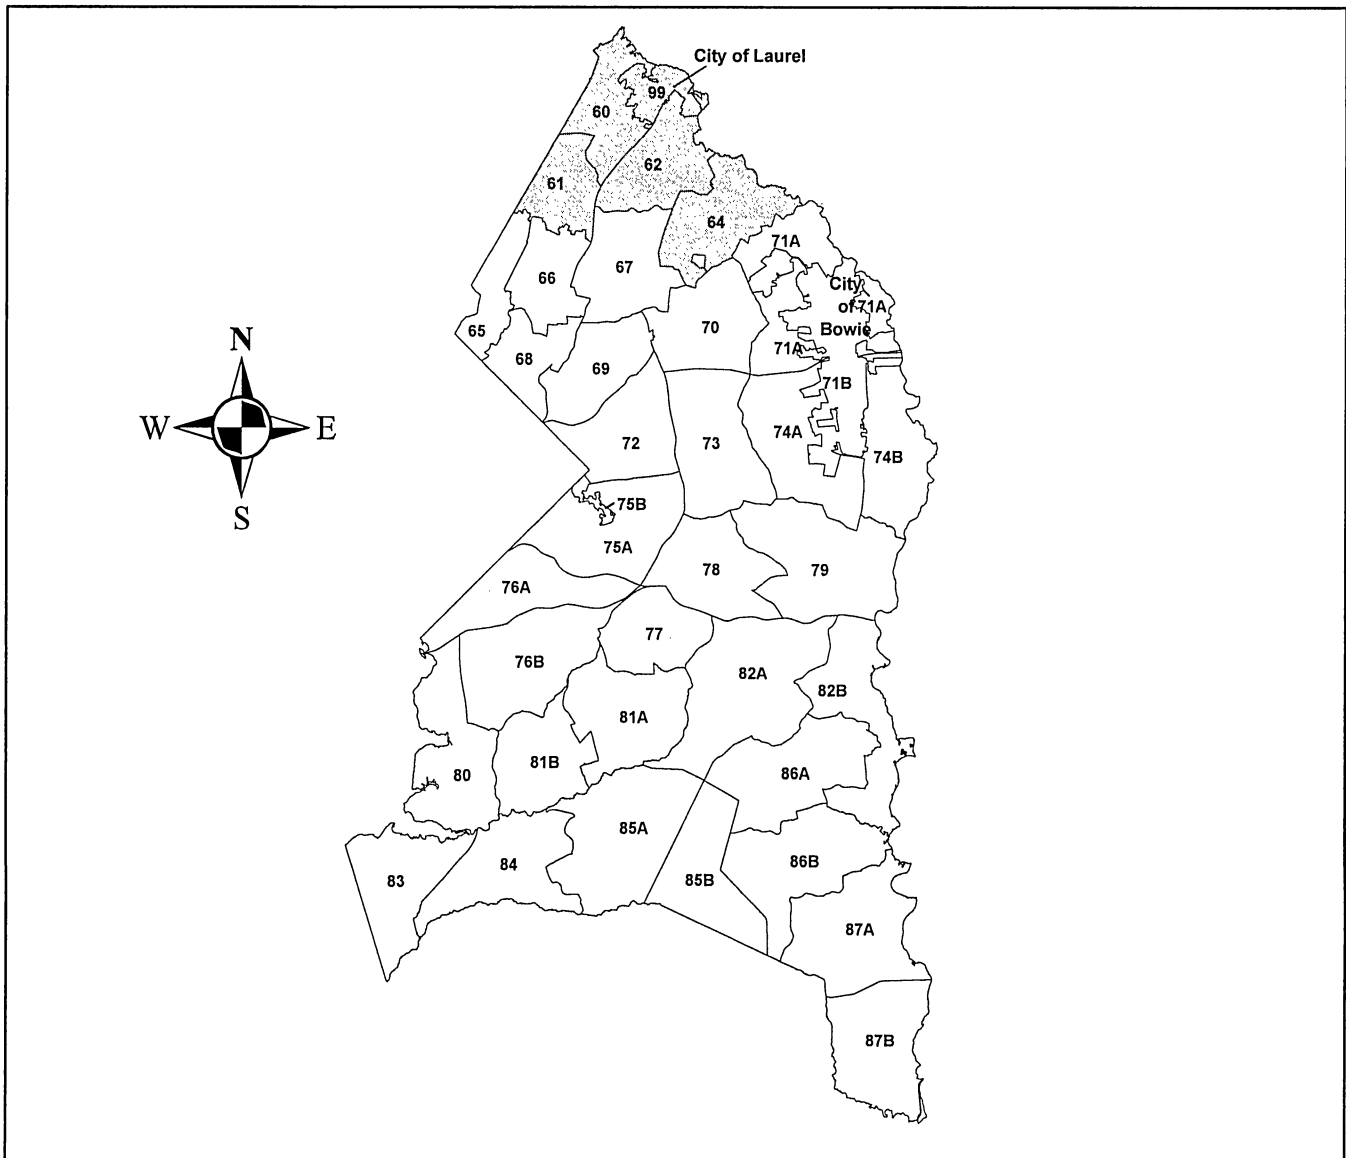 City of Laurel
99
60
62
61
64
71A
66
67
City
of 71A
Bowie
65
70
68
69
71A
71B
72
73
74A
74B
75B
75A
78
79
76A
77
76B
82A
82B
81A
81B
80
86A
85A
86B
84
83
85B
87A
87B
N
W
E
S